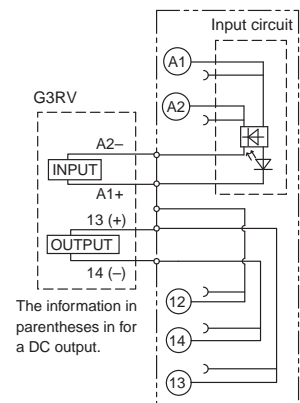 Input circuit
A1
G3RV
A2
A2–
INPUT
A1+
13 (+)
OUTPUT
14 (–)
The information in
parentheses in for
a DC output.
12
14
13